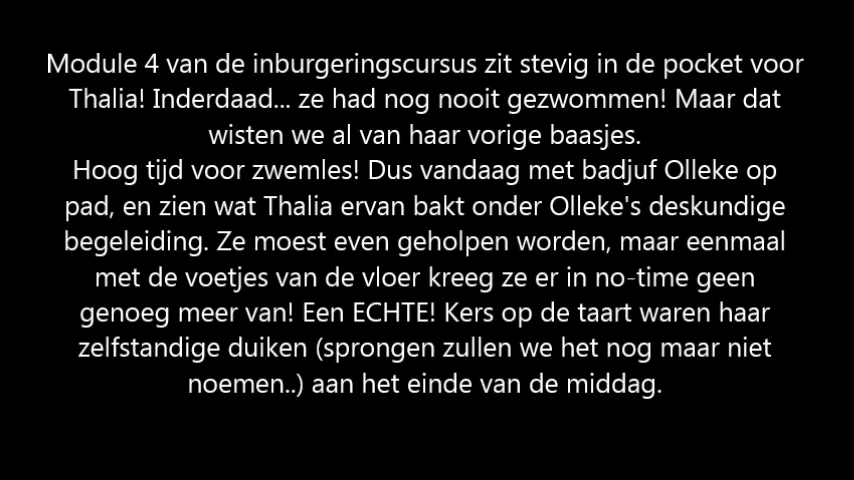 Module 4 van de inburgeringscursus zit stevig in de pocket voor
Thalia! Inderdaad... ze had nog nooit gezwommen! Maar dat
wisten we al van haar vorige baasjes.
Hoog tijd voor zwemles! Dus vandaag met badjuf Olleke op
pad, en zien wat Thalia ervan bakt onder Olleke's deskundige
begeleiding. Ze moest even geholpen worden, maar eenmaal
met de voetjes van de vloer kreeg ze er in no-time geen
genoeg meer van! Een ECHTE! Kers op de taart waren haar
zelfstandige duiken (sprongen zullen we het nog maar niet
noemen..) aan het einde van de middag.